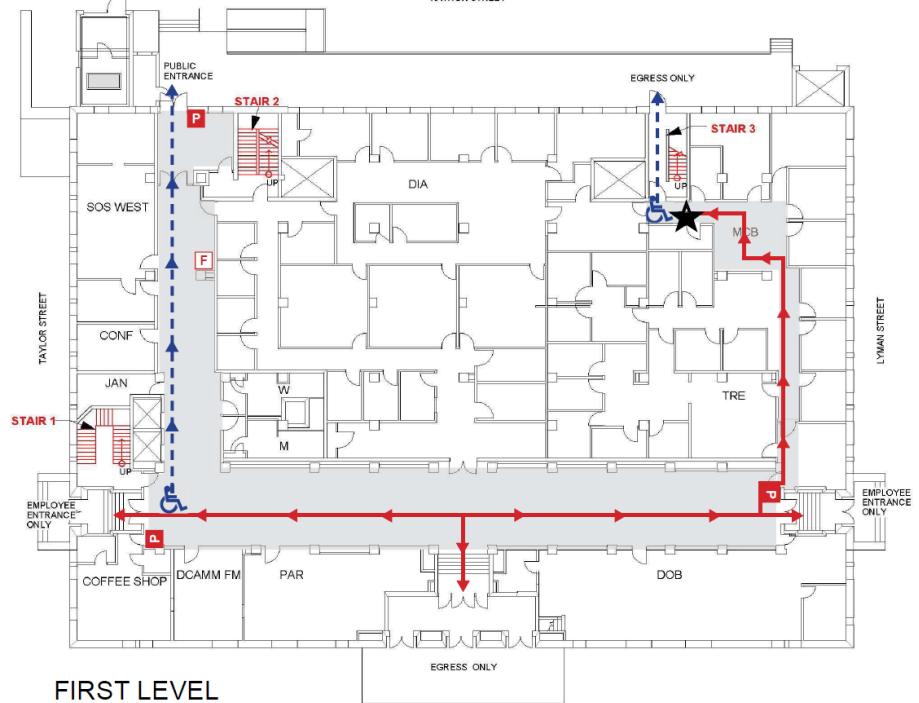 PUBLIC
ENTRANCE
EGRESS ONLY
P
STAIR 2
STAIR 3
UP
DIA
UP
SOS WEST
MCB
F
TAYLOR STREET
LYMAN STREET
CONF
JAN
W
TRE
STAIR 1
M
UP
P
EMPLOYEE
ENTRANCE
ONLY
EMPLOYEE
ENTRANCE
ONLY
P
COFFEE SHOP
DCAMM FM
PAR
DOB
EGRESS ONLY
FIRST LEVEL